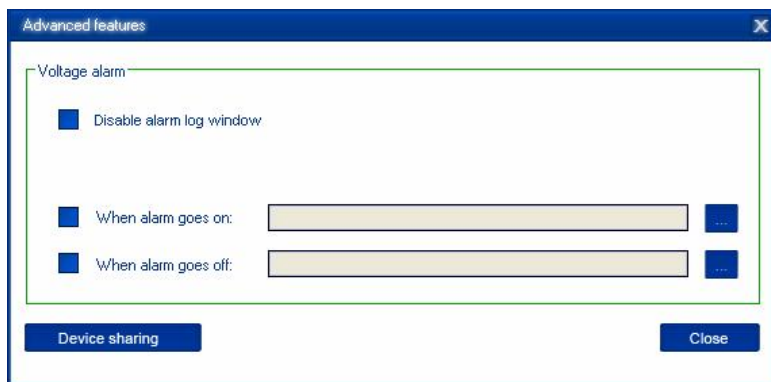 Advanced features
X
Voltage alarm
Disable alarm log window
When alarm goes on:
...
When alarm goes off:
...
Device sharing
Close